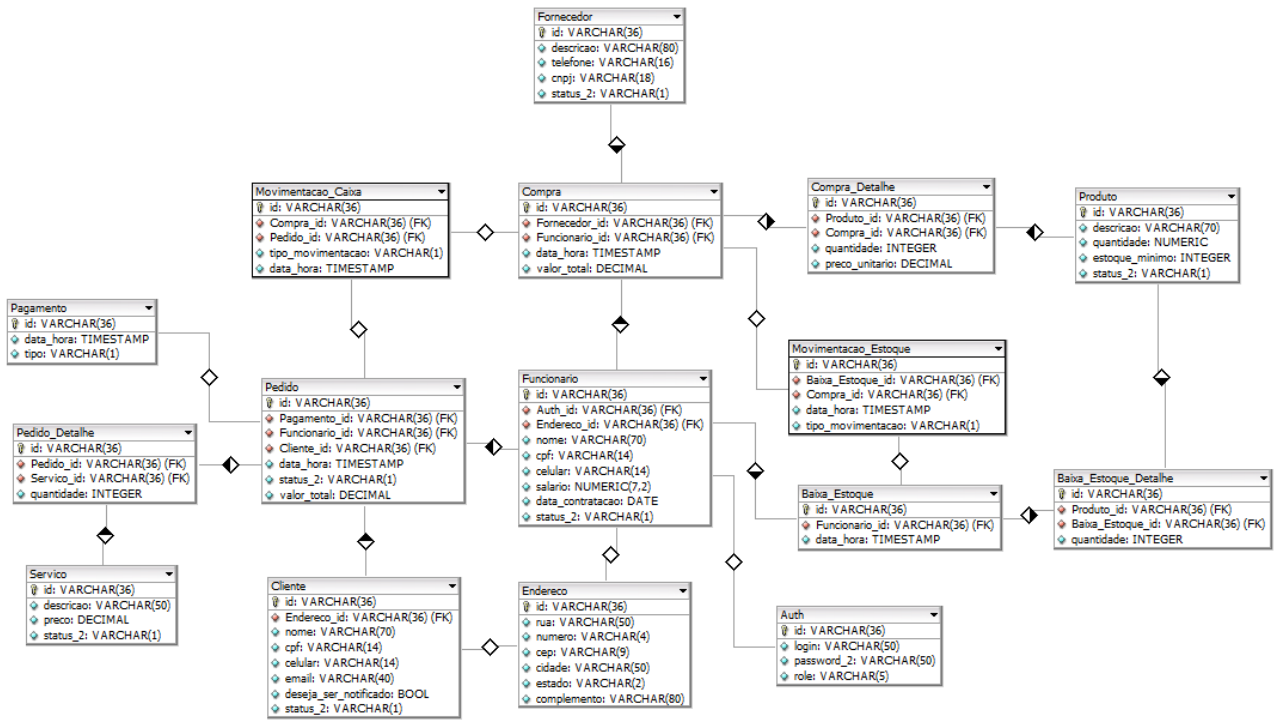 Fornecedor
id: VARCHAR(36)
descricao: VARCHAR(80)
telefone: VARCHAR(16)
cnpj: VARCHAR(18)
status_2: VARCHAR(1)
Movimentacao_Caixa
id: VARCHAR(36)
Compra_id: VARCHAR(36) (FK)
Pedido_id: VARCHAR(36) (FK)
tipo_movimentacao: VARCHAR(1)
data_hora: TIMESTAMP
Compra
id: VARCHAR(36)
Fornecedor_id: VARCHAR(36) (FK)
Funcionario_id: VARCHAR(36) (FK)
data_hora: TIMESTAMP
valor_total: DECIMAL
Compra_Detalhe
id: VARCHAR(36)
Produto_id: VARCHAR(36) (FK)
Compra_id: VARCHAR(36) (FK)
quantidade: INTEGER
preco_unitario: DECIMAL
Produto
id: VARCHAR(36)
descricao: VARCHAR(70)
quantidade: NUMERIC
estoque_minimo: INTEGER
status_2: VARCHAR(1)
Pagamento
id: VARCHAR(36)
data_hora: TIMESTAMP
tipo: VARCHAR(1)
Pedido
id: VARCHAR(36)
Pagamento_id: VARCHAR(36) (FK)
Funcionario_id: VARCHAR(36) (FK)
Cliente_id: VARCHAR(36) (FK)
data_hora: TIMESTAMP
status_2: VARCHAR(1)
valor_total: DECIMAL
Funcionario
id: VARCHAR(36)
Auth_id: VARCHAR(36) (FK)
Endereco_id: VARCHAR(36) (FK)
nome: VARCHAR(70)
cpf: VARCHAR(14)
celular: VARCHAR(14)
salario: NUMERIC(7,2)
data_contratacao: DATE
status_2: VARCHAR(1)
Movimentacao_Estoque
id: VARCHAR(36)
Baixa_Estoque_id: VARCHAR(36) (FK)
Compra_id: VARCHAR(36) (FK)
data_hora: TIMESTAMP
tipo_movimentacao: VARCHAR(1)
Pedido_Detalhe
id: VARCHAR(36)
Pedido_id: VARCHAR(36) (FK)
Servico_id: VARCHAR(36) (FK)
quantidade: INTEGER
Baixa_Estoque
id: VARCHAR(36)
Funcionario_id: VARCHAR(36) (FK)
data_hora: TIMESTAMP
Baixa_Estoque_Detalhe
id: VARCHAR(36)
Produto_id: VARCHAR(36) (FK)
Baixa_Estoque_id: VARCHAR(36) (FK)
quantidade: INTEGER
Servico
id: VARCHAR(36)
descricao: VARCHAR(50)
preco: DECIMAL
status_2: VARCHAR(1)
Cliente
id: VARCHAR(36)
Endereco_id: VARCHAR(36) (FK)
nome: VARCHAR(70)
cpf: VARCHAR(14)
celular: VARCHAR(14)
email: VARCHAR(40)
deseja_ser_notificado: BOOL
status_2: VARCHAR(1)
Endereco
id: VARCHAR(36)
rua: VARCHAR(50)
numero: VARCHAR(4)
cep: VARCHAR(9)
cidade: VARCHAR(50)
estado: VARCHAR(2)
complemento: VARCHAR(80)
Auth
id: VARCHAR(36)
login: VARCHAR(50)
password_2: VARCHAR(50)
role: VARCHAR(5)